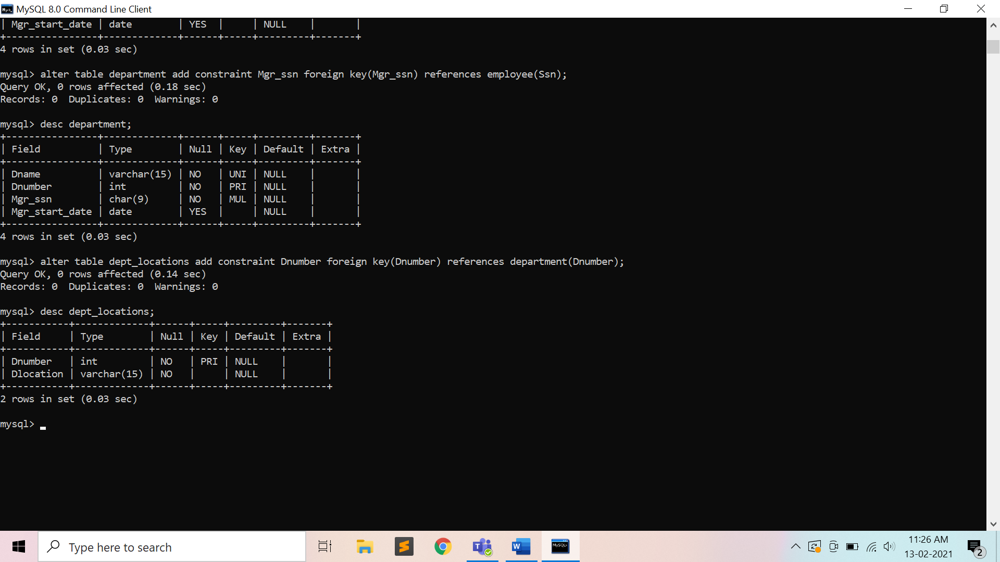 MySQL 8.0 Command Line Client
| Mgr_start_date | date        | YES  |     | NULL    |       |
+----------------+-------------+------+-----+---------+-------+
4 rows in set (0.03 sec)
mysql> alter table department add constraint Mgr_ssn foreign key(Mgr_ssn) references employee(Ssn);
Query OK, 0 rows affected (0.18 sec)
Records: 0  Duplicates: 0  Warnings: 0
mysql> desc department;
+----------------+-------------+------+-----+---------+-------+
| Field          | Type        | Null | Key | Default | Extra |
+----------------+-------------+------+-----+---------+-------+
| Dname          | varchar(15) | NO   | UNI | NULL    |       |
| Dnumber        | int         | NO   | PRI | NULL    |       |
| Mgr_ssn        | char(9)     | NO   | MUL | NULL    |       |
| Mgr_start_date | date        | YES  |     | NULL    |       |
+----------------+-------------+------+-----+---------+-------+
4 rows in set (0.03 sec)
mysql> alter table dept_locations add constraint Dnumber foreign key(Dnumber) references department(Dnumber);
Query OK, 0 rows affected (0.14 sec)
Records: 0  Duplicates: 0  Warnings: 0
mysql> desc dept_locations;
+-----------+-------------+------+-----+---------+-------+
| Field     | Type        | Null | Key | Default | Extra |
+-----------+-------------+------+-----+---------+-------+
| Dnumber   | int         | NO   | PRI | NULL    |       |
| Dlocation | varchar(15) | NO   |     | NULL    |       |
+-----------+-------------+------+-----+---------+-------+
2 rows in set (0.03 sec)
mysql>
Type here to search
T
W
MySQL>
11:26 AM
13-02-2021
2